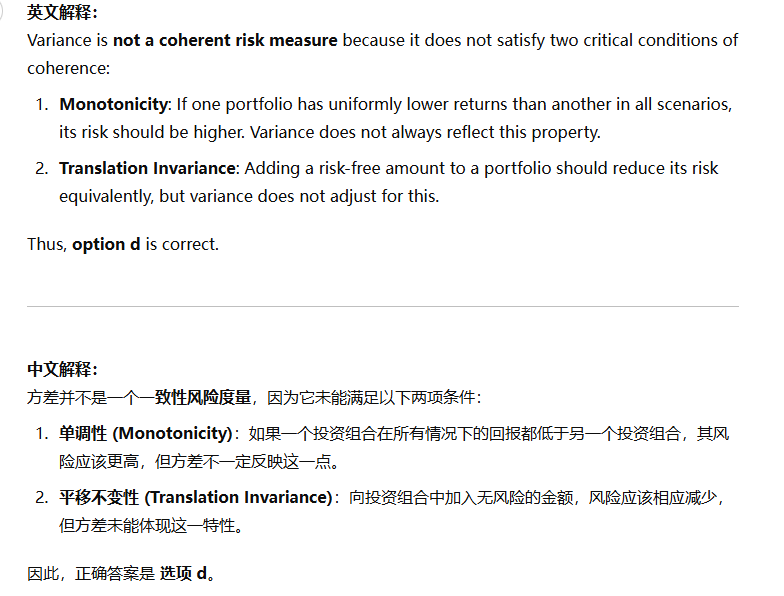 英文解释：
Variance is not a coherent risk measure because it does not satisfy two critical conditions of
coherence:
1. Monotonicity: If one portfolio has uniformly lower returns than another in all scenarios,
its risk should be higher. Variance does not always reflect this property.
2. Translation Invariance: Adding a risk-free amount to a portfolio should reduce its risk
equivalently, but variance does not adjust for this.
Thus, option d is correct.
中文解释：
方差并不是一个一致性风险度量，因为它未能满足以下两项条件：
1. 单调性 (Monotonicity)：如果一个投资组合在所有情况下的回报都低于另一个投资组合，其风
险应该更高，但方差不一定反映这一点。
2. 平移不变性 (Translation Invariance)：向投资组合中加入无风险的金额，风险应该相应减少，
但方差未能体现这一特性。
因此，正确答案是 选项 d。